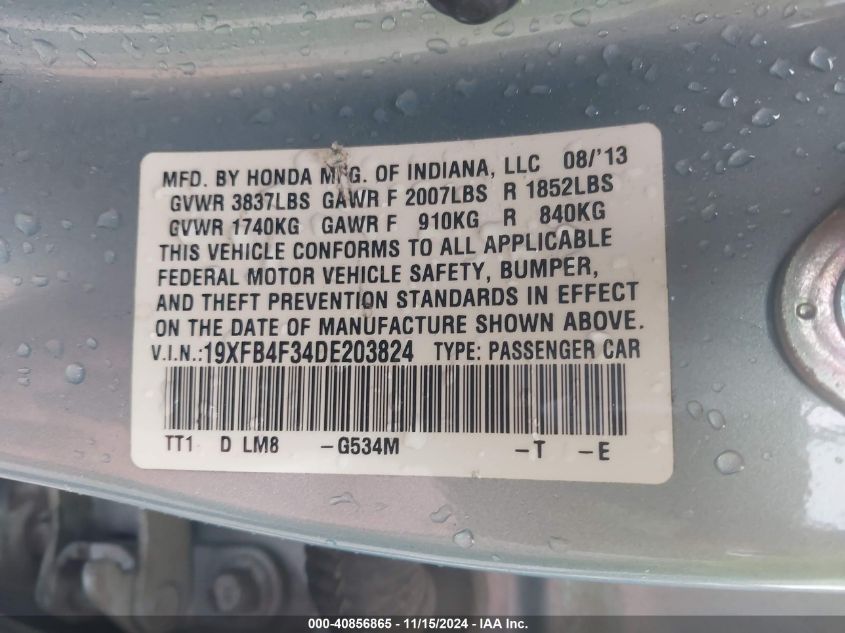 MFD. BY HONDA MFG. OF INDIANA, LLC 08/'13
GVWR 3837LBS GAWR F 2007LBS R 1852LBS
GVWR 1740KG GAWR F 910KG R 840KG
THIS VEHICLE CONFORMS TO ALL APPLICABLE
FEDERAL MOTOR VEHICLE SAFETY, BUMPER,
AND THEFT PREVENTION STANDARDS IN EFFECT
ON THE DATE OF MANUFACTURE SHOWN ABOVE.
V.I.N.:19XFB4F34DE203824 TYPE: PASSENGER CAR
TT1 D LM8 -G534M -T -E
000-40856865 - 11/15/2024 - IAA Inc.